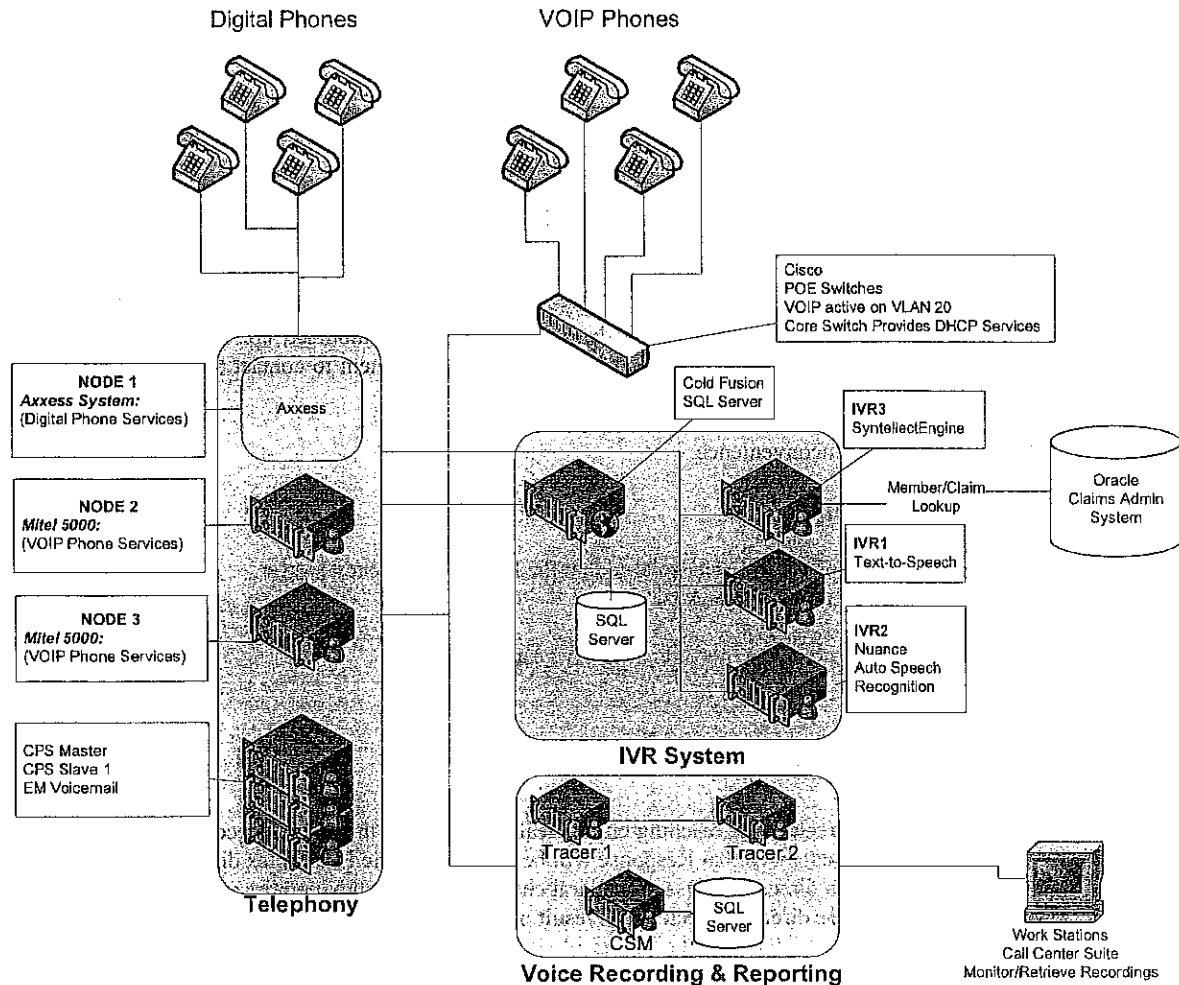 Digital Phones
VOIP Phones
Cisco
POE Switches
VOIP active on VLAN 20
Core Switch Provides DHCP Services
NODE 1
Axxess System:
(Digital Phone Services)
Axxess
NODE 2
Mitel 5000:
(VOIP Phone Services)
NODE 3
Mitel 5000:
(VOIP Phone Services)
CPS Master
CPS Slave 1
EM Voicemail
Telephony
Cold Fusion
SQL Server
SQL
Server
IVR3
SyntellectEngine
Member/Claim
Lookup
Oracle
Claims Admin
System
IVR1
Text-to-Speech
IVR2
Nuance
Auto Speech
Recognition
IVR System
Tracer 1
Tracer 2
CSM
SQL
Server
Voice Recording & Reporting
Work Stations
Call Center Suite
Monitor/Retrieve Recordings